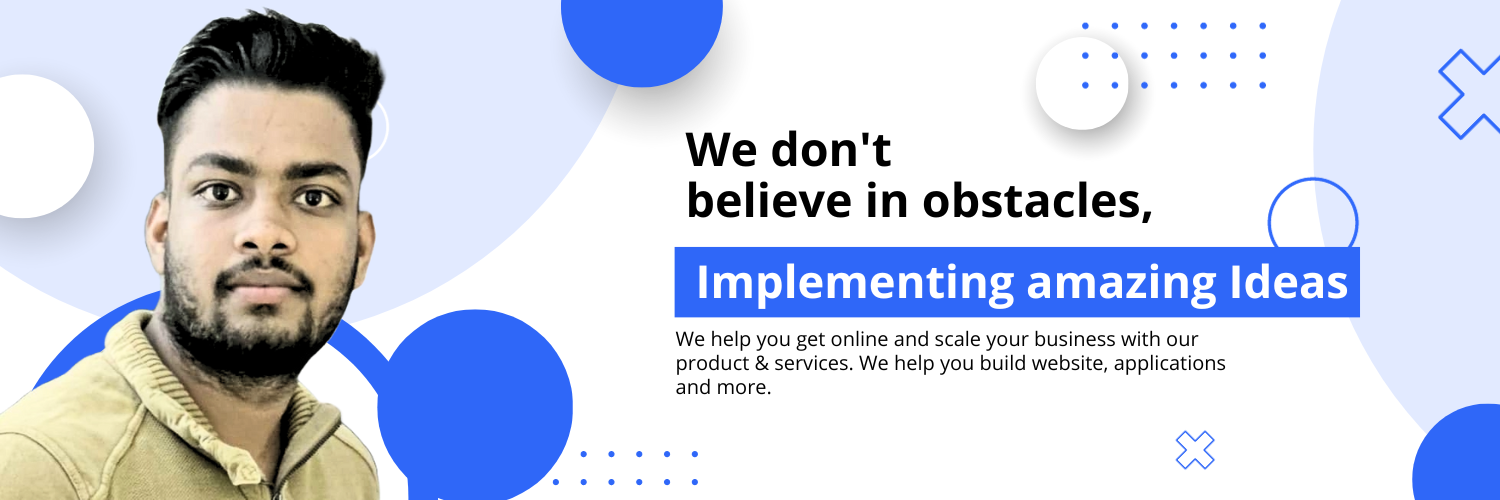 We don't
believe in obstacles,
Implementing amazing Ideas
We help you get online and scale your business with our
product & services. We help you build website, applications
and more.